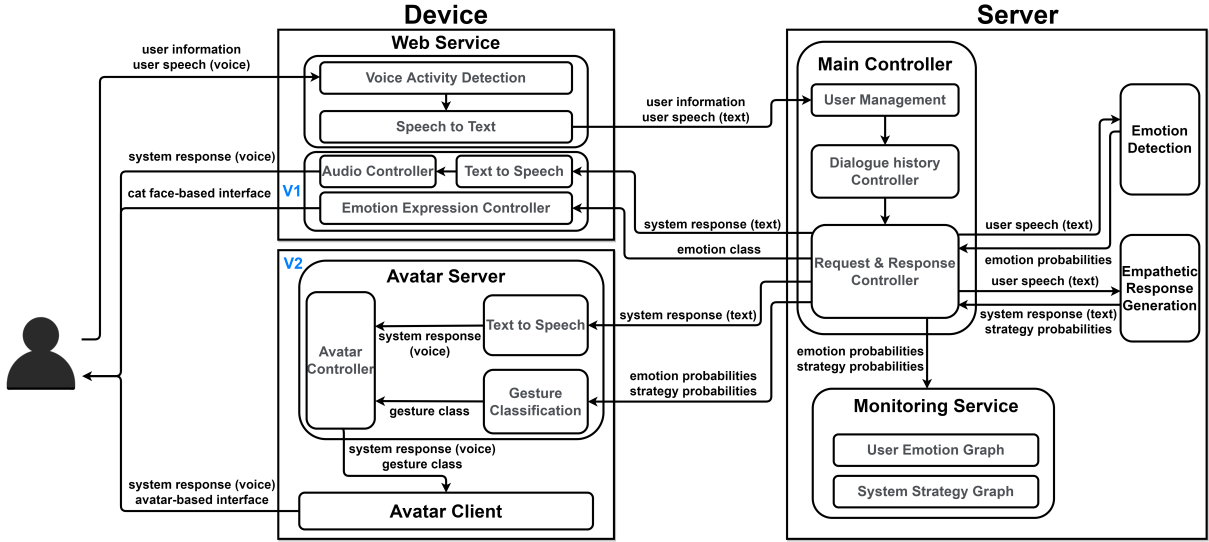 Device
Server
Web Service
user information
user speech (voice)
Voice Activity Detection
Speech to Text
user information
user speech (text)
Main Controller
User Management
Dialogue history
Controller
Request & Response
Controller
Emotion
Detection
user speech (text)
emotion probabilities
user speech (text)
system response (text)
strategy probabilities
Empathetic
Response
Generation
system response (voice)
cat face-based interface
V1
Audio Controller
Text to Speech
Emotion Expression Controller
system response (text)
emotion class
V2
Avatar Server
Avatar
Controller
Text to Speech
system response
(voice)
Gesture
Classification
gesture class
system response (text)
emotion probabilities
strategy probabilities
system response (voice)
gesture class
system response (voice)
avatar-based interface
Avatar Client
emotion probabilities
strategy probabilities
Monitoring Service
User Emotion Graph
System Strategy Graph